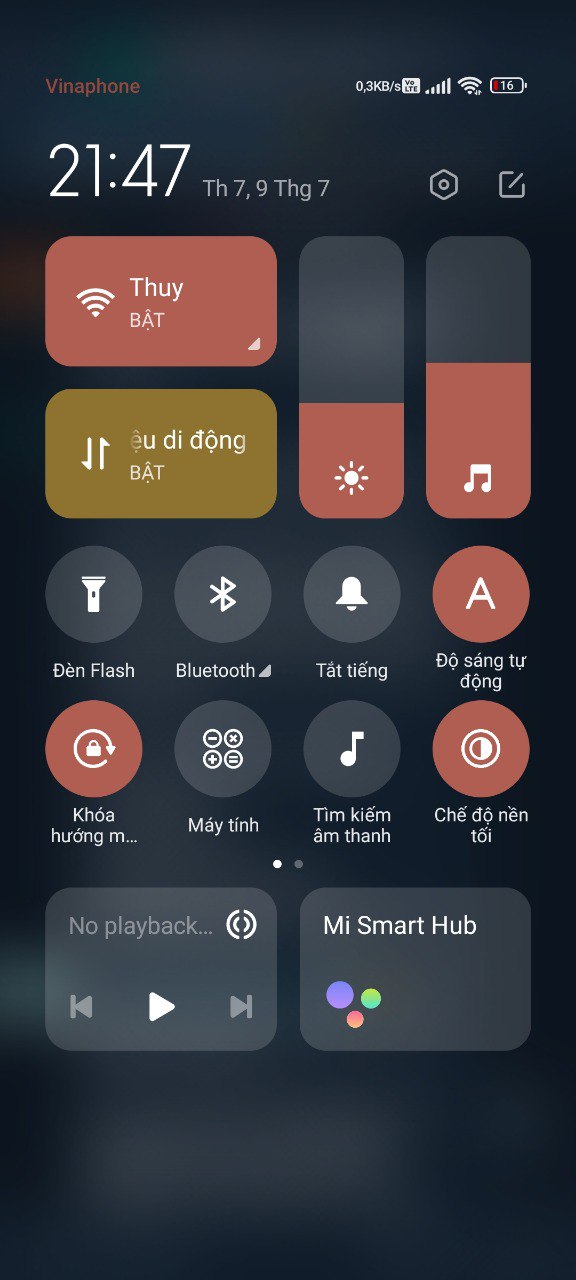 Vinaphone
0,3KB/s
Vo
LTE
16
21:47
Th 7, 9 Thg 7
Thuy
BẬT
ệu di động
BẬT
Đèn Flash
Bluetooth
Tắt tiếng
A
Độ sáng tự
động
Khóa
hướng m...
Máy tính
Tìm kiếm
âm thanh
Chế độ nền
tối
No playback...
Mi Smart Hub